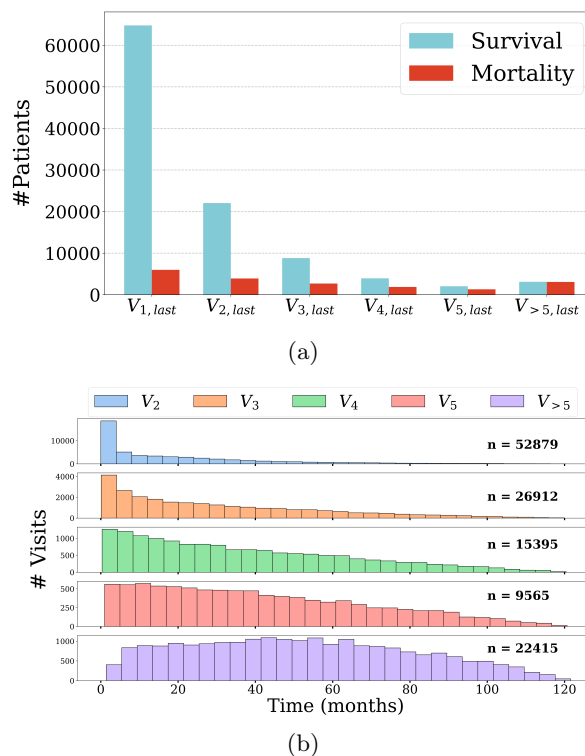 60000
50000
40000
30000
20000
10000
0
#Patients
Survival
Mortality
V1,last V2,last V3,last V4,last V5,last V>5,last
(a)
V2 V3 V4 V5 V>5
10000
0
n = 52879
4000
2000
0
n = 26912
1000
500
0
n = 15395
500
250
0
n = 9565
1000
500
0
n = 22415
# Visits
0 20 40 60 80 100 120
Time (months)
(b)